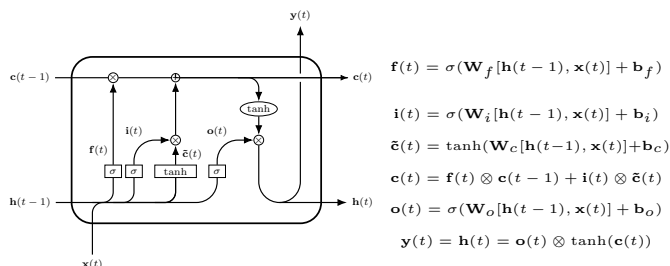 y(t)
c(t−1)
c(t)
tanh
f(t)
i(t)
o(t)
c̃(t)
σ
σ
tanh
σ
h(t−1)
h(t)
x(t)
f(t) = σ(W_f[h(t − 1), x(t)] + b_f)
i(t) = σ(W_i[h(t − 1), x(t)] + b_i)
c̃(t) = tanh(W_c[h(t−1), x(t)]+b_c)
c(t) = f(t) ⊗ c(t − 1) + i(t) ⊗ c̃(t)
o(t) = σ(W_o[h(t − 1), x(t)] + b_o)
y(t) = h(t) = o(t) ⊗ tanh(c(t))